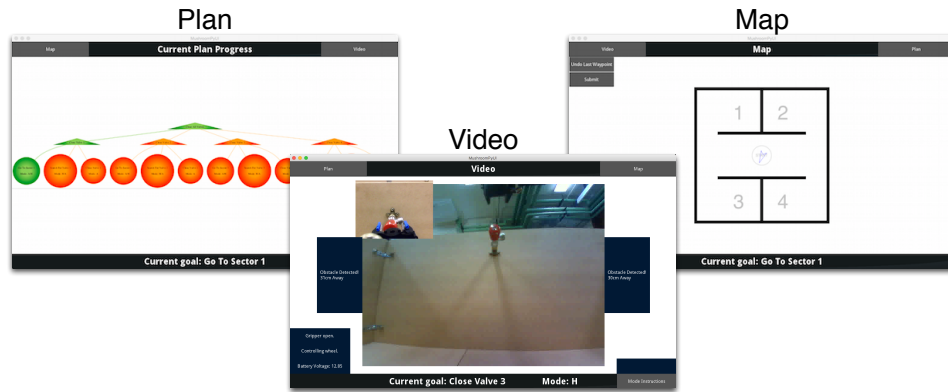 Plan
Map
Video
MushroomPyUI
Map
Current Plan Progress
Video
Current goal: Go To Sector 1
Video
Map
Plan
Undo Last Waypoint
Submit
1
2
3
4
Current goal: Go To Sector 1
MushroomPyUI
Plan
Video
Map
Obstacle Detected!
31cm Away
Obstacle Detected!
30cm Away
Gripper open.
Controlling wheel.
Battery Voltage: 12.95
Current goal: Close Valve 3
Mode: H
Mode Instructions